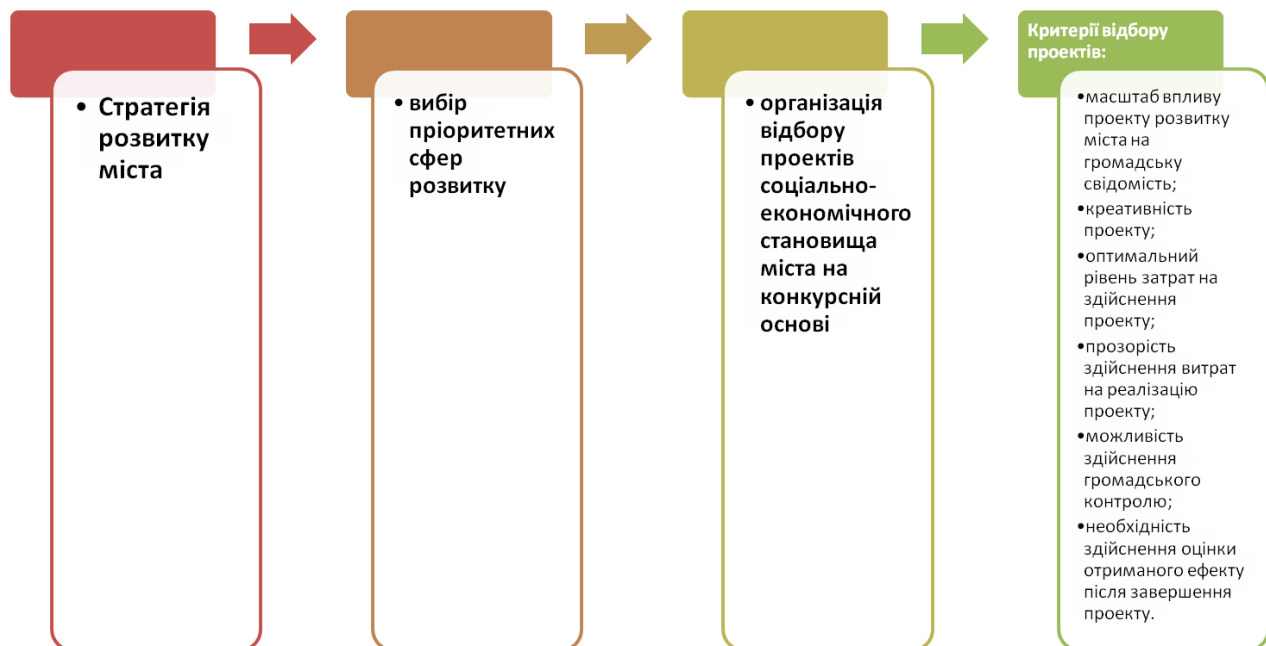 • Стратегія
розвитку
міста
• вибір
пріоритетних
сфер
розвитку
• організація
відбору
проектів
соціально-
економічного
становища
міста на
конкурсній
основі
Критерії відбору
проектів:
•масштаб впливу
проекту розвитку
міста на
громадську
свідомість;
•креативність
проекту;
•оптимальний
рівень затрат на
здійснення
проекту;
•прозорість
здійснення витрат
на реалізацію
проекту;
•можливість
здійснення
громадського
контролю;
•необхідність
здійснення оцінки
отриманого ефекту
після завершення
проекту.